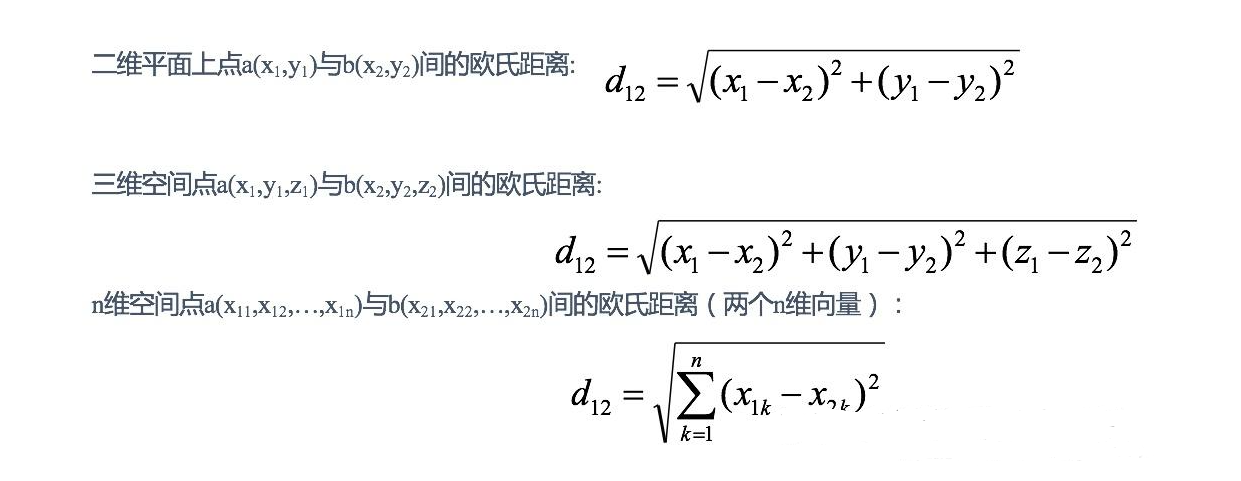 二维平面上点a(x₁,y₁)与b(x₂,y₂)间的欧氏距离: d₁₂ = √((x₁ − x₂)² + (y₁ − y₂)²)
三维空间点a(x₁,y₁,z₁)与b(x₂,y₂,z₂)间的欧氏距离:
d₁₂ = √((x₁ − x₂)² + (y₁ − y₂)² + (z₁ − z₂)²)
n维空间点a(x₁₁,x₁₂,…,x₁ₙ)与b(x₂₁,x₂₂,…,x₂ₙ)间的欧氏距离（两个n维向量）:
d₁₂ = √(∑ₖ₌₁ⁿ (x₁ₖ − x₂ₖ)²)